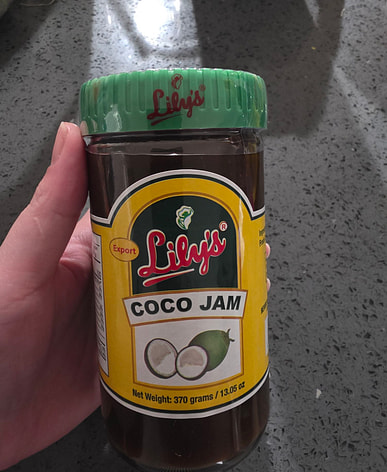 Lily's
Export
Lily's®
COCO JAM
Net Weight: 370 grams / 13.05 oz